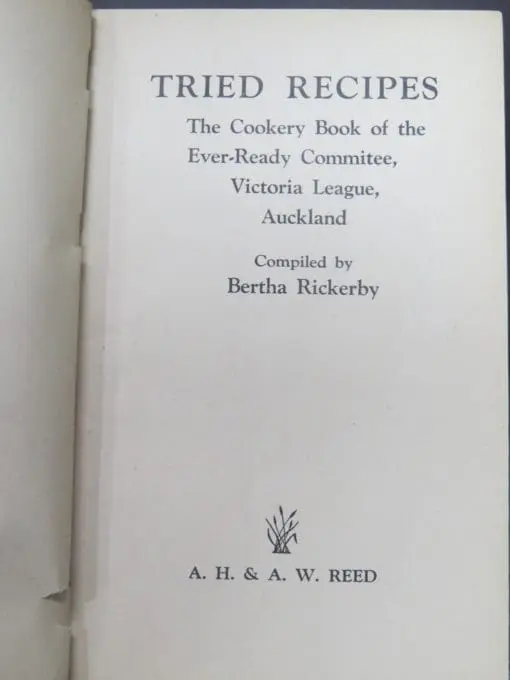 TRIED RECIPES
The Cookery Book of the
Ever-Ready Commitee,
Victoria League,
Auckland
Compiled by
Bertha Rickerby
A. H. & A. W. REED